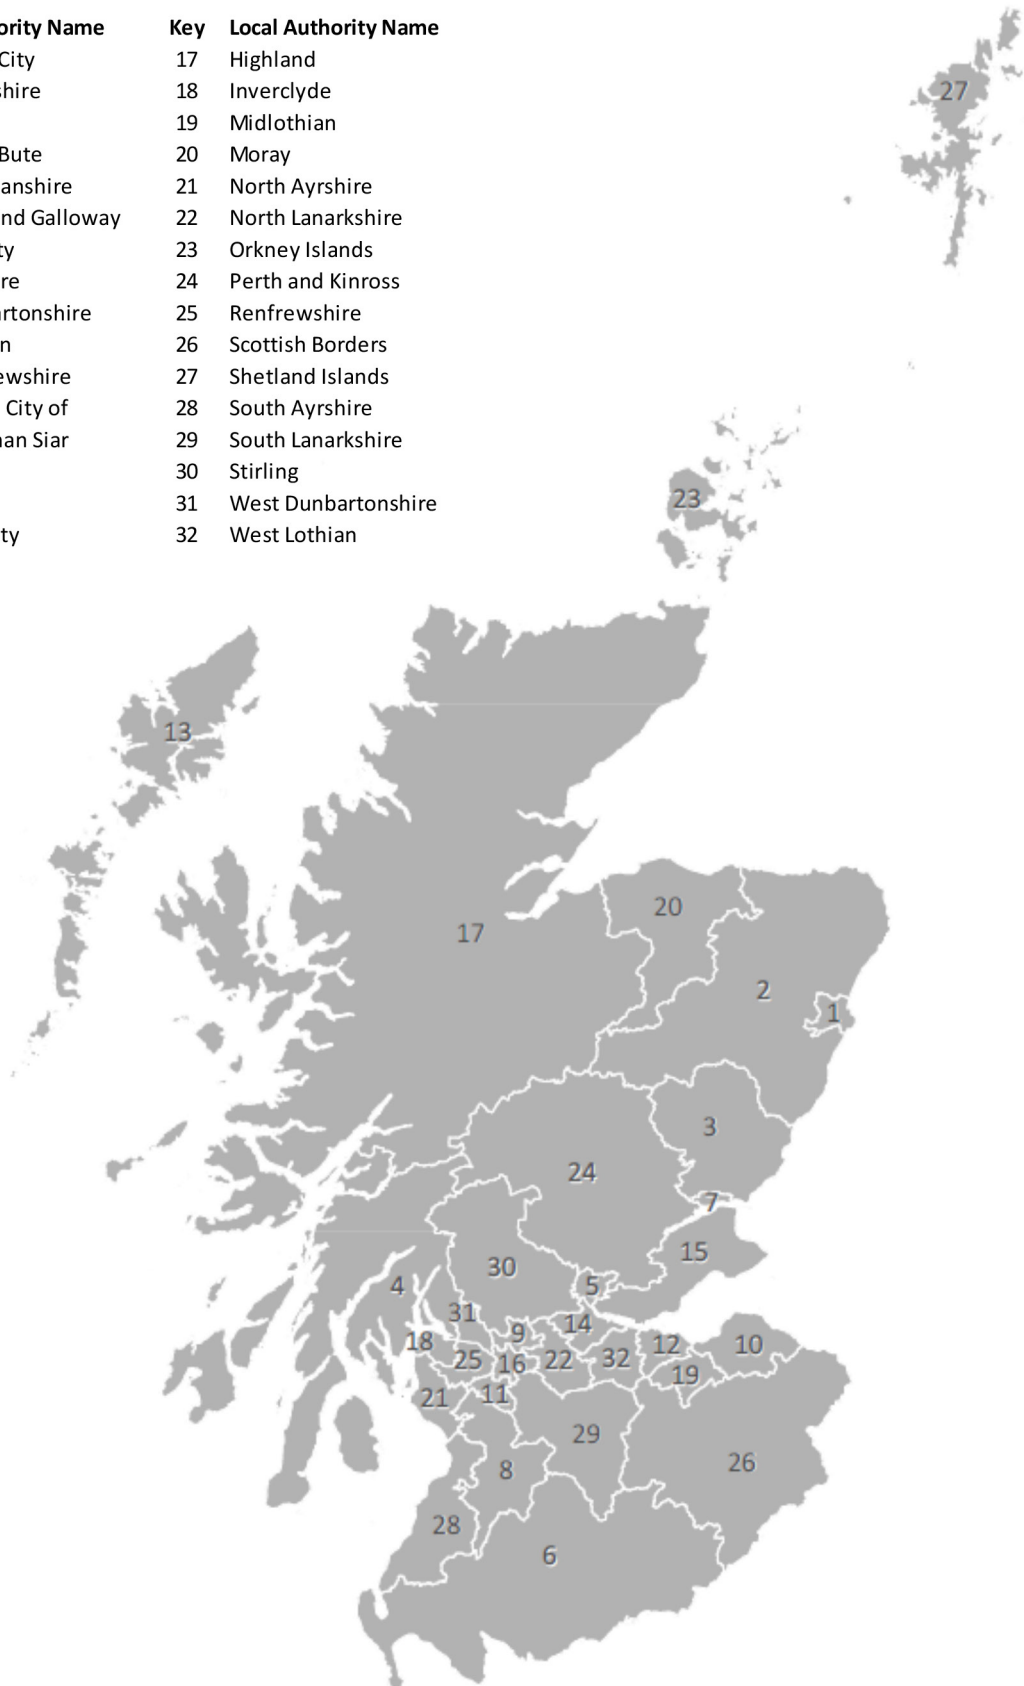 ority Name Key Local Authority Name
City 17 Highland
hire 18 Inverclyde
19 Midlothian
Bute 20 Moray
anshire 21 North Ayrshire
nd Galloway 22 North Lanarkshire
ty 23 Orkney Islands
re 24 Perth and Kinross
artonshire 25 Renfrewshire
n 26 Scottish Borders
ewshire 27 Shetland Islands
City of 28 South Ayrshire
an Siar 29 South Lanarkshire
30 Stirling
31 West Dunbartonshire
ty 32 West Lothian
27
23
13
20
17
2
1
3
24
7
15
30
4
5
31
14
18
9
12
10
25
16
22
32
19
21
11
29
8
26
28
6